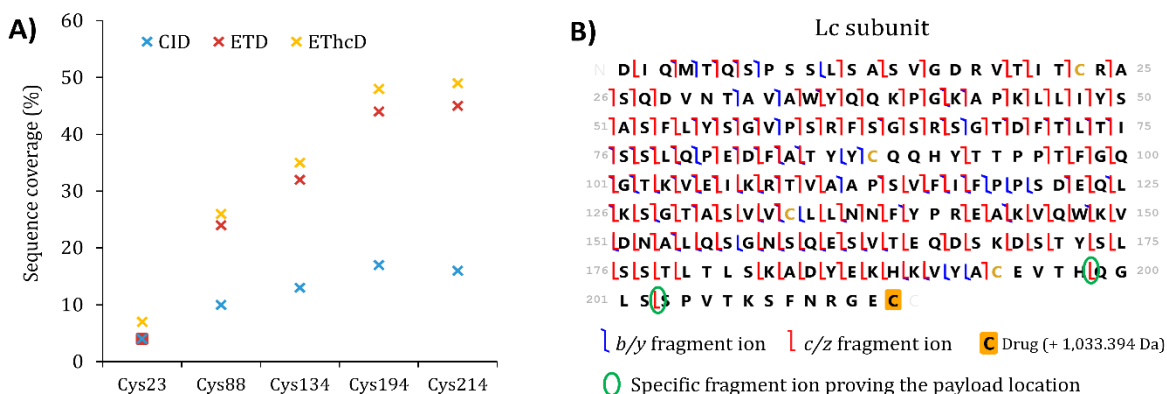 A)
CID ETD EThcD
Sequence coverage (%)
60
50
40
30
20
10
0
Cys23 Cys88 Cys134 Cys194 Cys214
B)
Lc subunit
N D I Q M T Q S P S S L S A S V G D R V T I T C R A 25
26 S Q D V N T A V A W Y Q Q K P G K A P K L L I Y S 50
51 A S F L Y S G V P S R F S G S R S G T D F T L T I 75
76 S S L Q P E D F A T Y Y C Q Q H Y T T P P T F G Q 100
101 G T K V E I K R T V A A P S V F I F P P S D E Q L 125
126 K S G T A S V V C L L N N F Y P R E A K V Q W K V 150
151 D N A L Q S G N S Q E S V T E Q D S K D S T Y S L 175
176 S S T L T L S K A D Y E K H K V Y A C E V T H Q G 200
201 L S S P V T K S F N R G E C C
b/y fragment ion c/z fragment ion C Drug (+ 1,033.394 Da)
Specific fragment ion proving the payload location